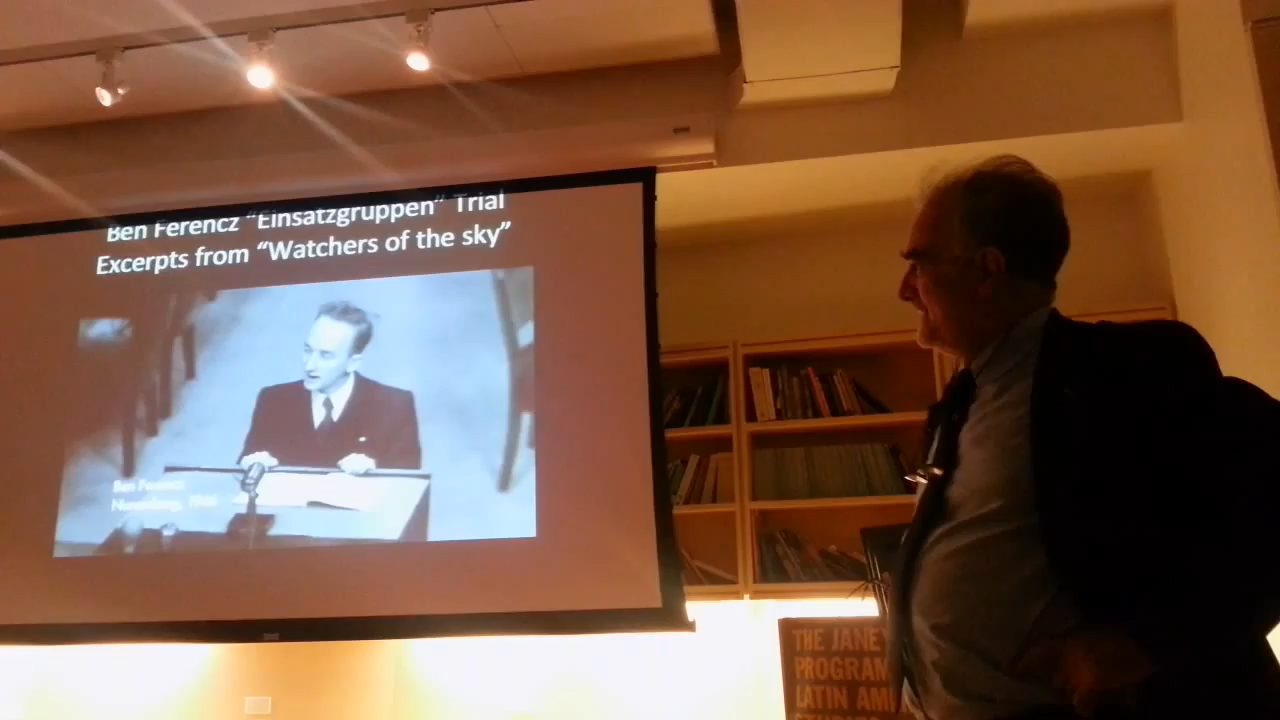 Ben Ferencz “Einsatzgruppen” Trial
Excerpts from “Watchers of the sky”
Ben Ferencz
Nuremberg, 1946
THE JANEY
PROGRAM
LATIN AM
STUDIES